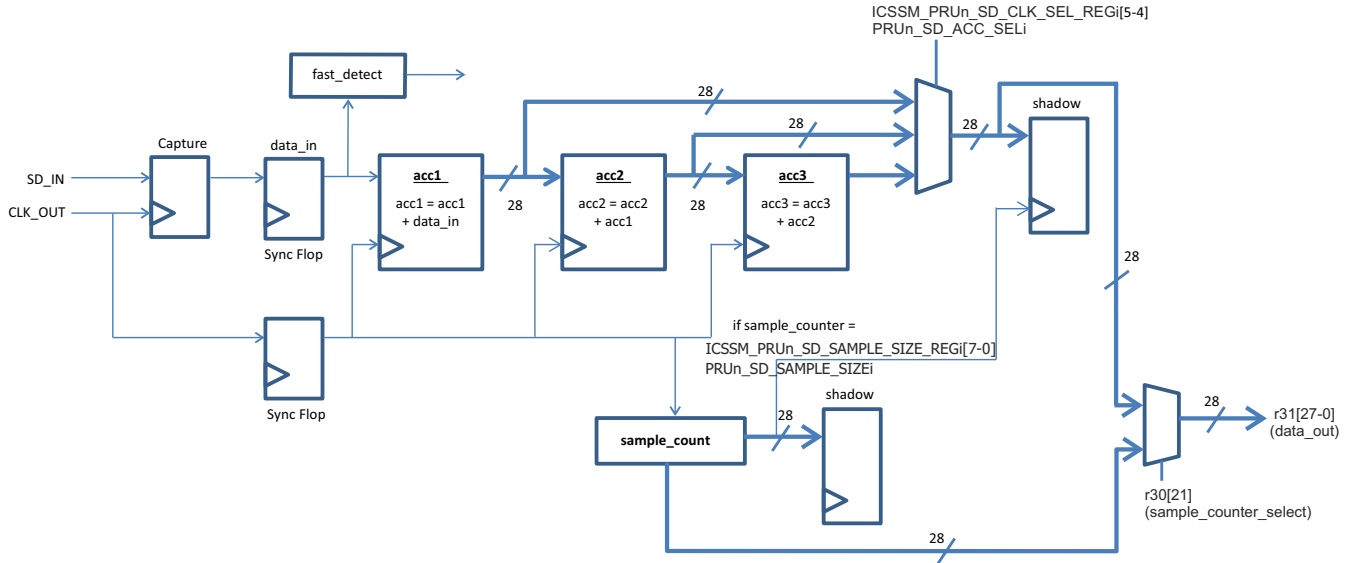 ICSSM_PRUn_SD_CLK_SEL_REGi[5-4]
PRUn_SD_ACC_SELi
fast_detect
28
shadow
28
28
Capture
data_in
SD_IN
CLK_OUT
acc1
acc1 = acc1
+ data_in
28
acc2
acc2 = acc2
+ acc1
28
acc3
acc3 = acc3
+ acc2
Sync Flop
28
if sample_counter =
ICSSM_PRUn_SD_SAMPLE_SIZE_REGi[7-0]
PRUn_SD_SAMPLE_SIZEi
shadow
Sync Flop
sample_count
28
28
r31[27-0]
(data_out)
r30[21]
(sample_counter_select)
28